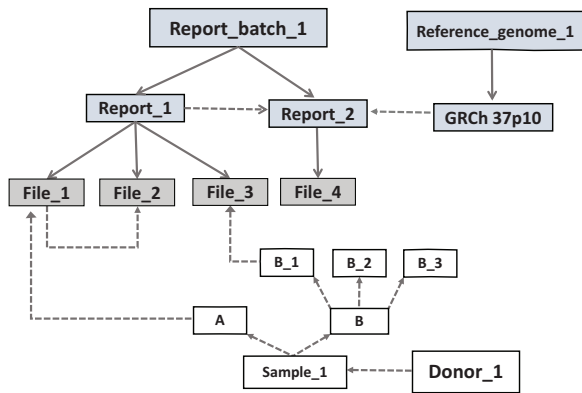 Report_batch_1
Reference_genome_1
Report_1
Report_2
GRCh 37p10
File_1
File_2
File_3
File_4
B_1
B_2
B_3
A
B
Sample_1
Donor_1